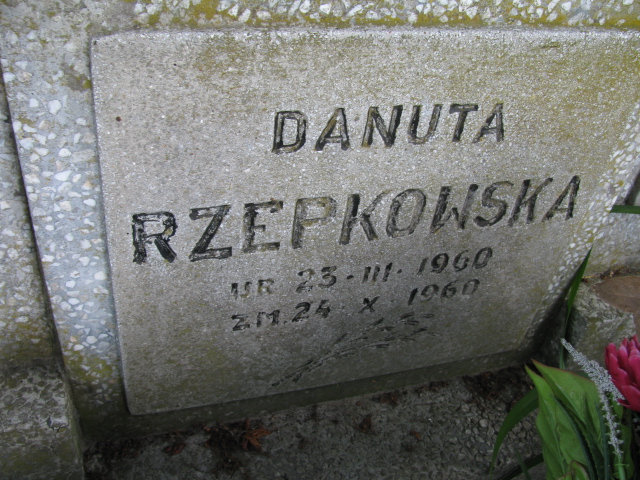 DANUTA
RZEPKOWSKA
UR 23·III·1960
ZM.24 X 1960